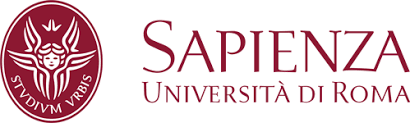 STVDIVM VRBIS
SAPIENZA
UNIVERSITÀ DI ROMA